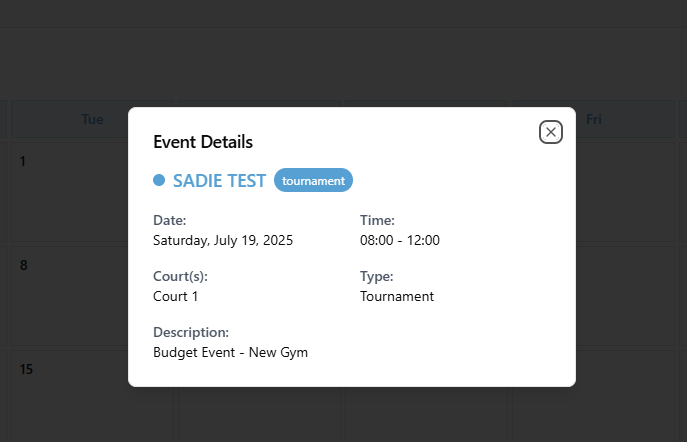 Tue
Fri
1
8
15
Event Details
SADIE TEST tournament
Date:
Saturday, July 19, 2025
Time:
08:00 - 12:00
Court(s):
Court 1
Type:
Tournament
Description:
Budget Event - New Gym